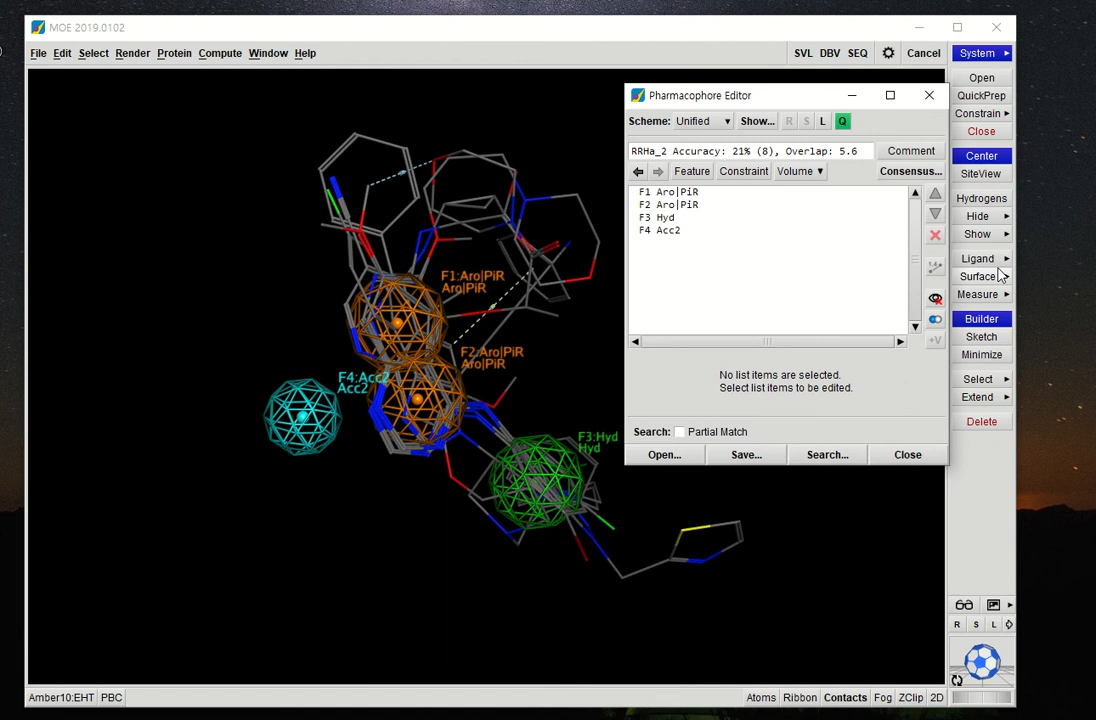 MOE 2019.0102
File Edit Select Render Protein Compute Window Help
SVL DBV SEQ Cancel
System
Open
QuickPrep
Constrain
Close
Center
SiteView
Hydrogens
Hide
Show
Ligand
Surface
Measure
Builder
Sketch
Minimize
Select
Extend
Delete
R S L
Pharmacophore Editor
Scheme: Unified Show... R S L Q
RRHa_2 Accuracy: 21% (8), Overlap: 5.6 Comment
Feature Constraint Volume Consensus...
F1 Aro|PiR
F2 Aro|PiR
F3 Hyd
F4 Acc2
+V
No list items are selected.
Select list items to be edited.
Search: Partial Match
Open... Save... Search... Close
F1:Aro|PiR
Aro|PiR
F2:Aro|PiR
Aro|PiR
F4:Acc2
Acc2
F3:Hyd
Hyd
Amber10:EHT PBC
Atoms Ribbon Contacts Fog ZClip 2D